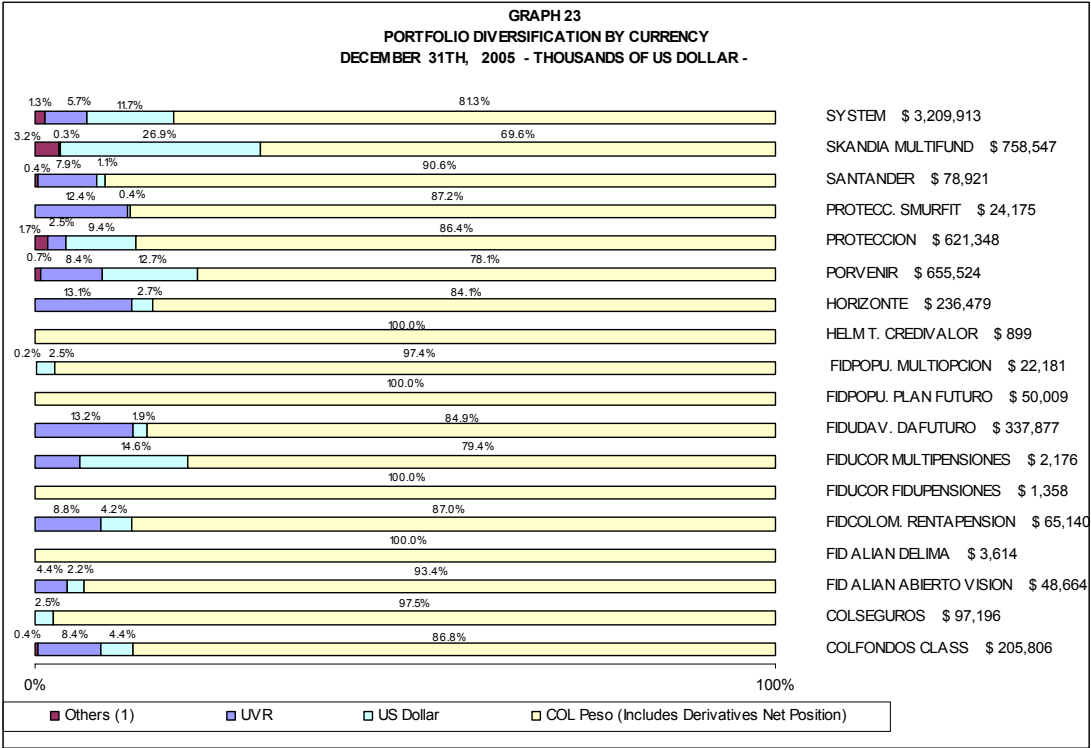 GRAPH 23
PORTFOLIO DIVERSIFICATION BY CURRENCY
DECEMBER 31TH, 2005 - THOUSANDS OF US DOLLAR -
1.3% 5.7% 11.7% 81.3%
SYSTEM $ 3,209,913
3.2% 0.3% 26.9% 69.6%
SKANDIA MULTIFUND $ 758,547
0.4% 7.9% 1.1% 90.6%
SANTANDER $ 78,921
12.4% 0.4% 87.2%
PROTECC. SMURFIT $ 24,175
1.7% 2.5% 9.4% 86.4%
PROTECCION $ 621,348
0.7% 8.4% 12.7% 78.1%
PORVENIR $ 655,524
13.1% 2.7% 84.1%
HORIZONTE $ 236,479
100.0%
HELM T. CREDIVALOR $ 899
0.2% 2.5% 97.4%
FIDPOPU. MULTIOPCION $ 22,181
100.0%
FIDPOPU. PLAN FUTURO $ 50,009
13.2% 1.9% 84.9%
FIDUDAV. DAFUTURO $ 337,877
14.6% 79.4%
FIDUCOR MULTIPENSIONES $ 2,176
100.0%
FIDUCOR FIDUPENSIONES $ 1,358
8.8% 4.2% 87.0%
FIDCOLOM. RENTAPENSION $ 65,140
100.0%
FID ALIAN DELIMA $ 3,614
4.4% 2.2% 93.4%
FID ALIAN ABIERTO VISION $ 48,664
2.5% 97.5%
COLSEGUROS $ 97,196
0.4% 8.4% 4.4% 86.8%
COLFONDOS CLASS $ 205,806
0% 100%
Others (1) UVR US Dollar COL Peso (Includes Derivatives Net Position)